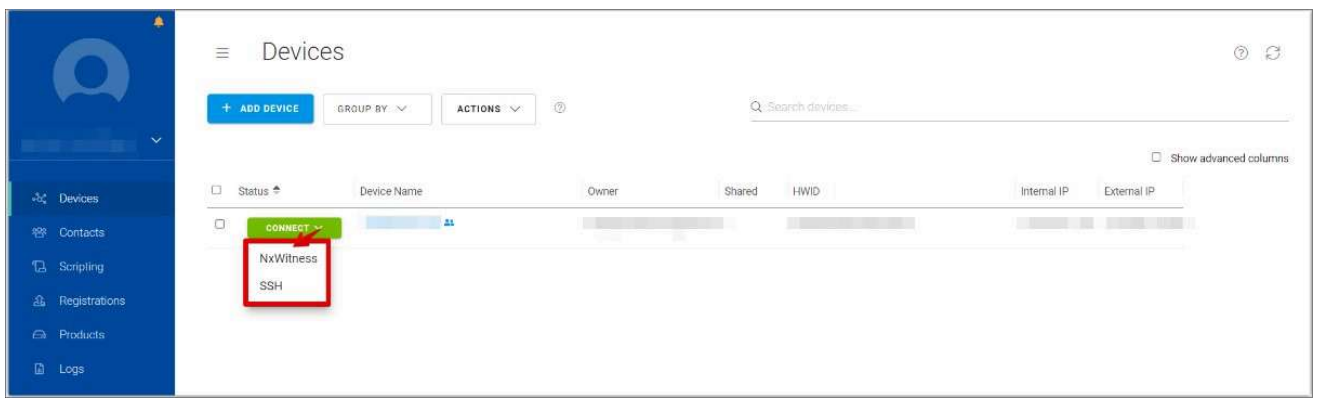 Devices
+ ADD DEVICE GROUP BY ACTIONS Search devices...
Show advanced columns
Status Device Name Owner Shared HWID Internal IP External IP
CONNECT
NxWitness
SSH
Devices
Contacts
Scripting
Registrations
Products
Logs